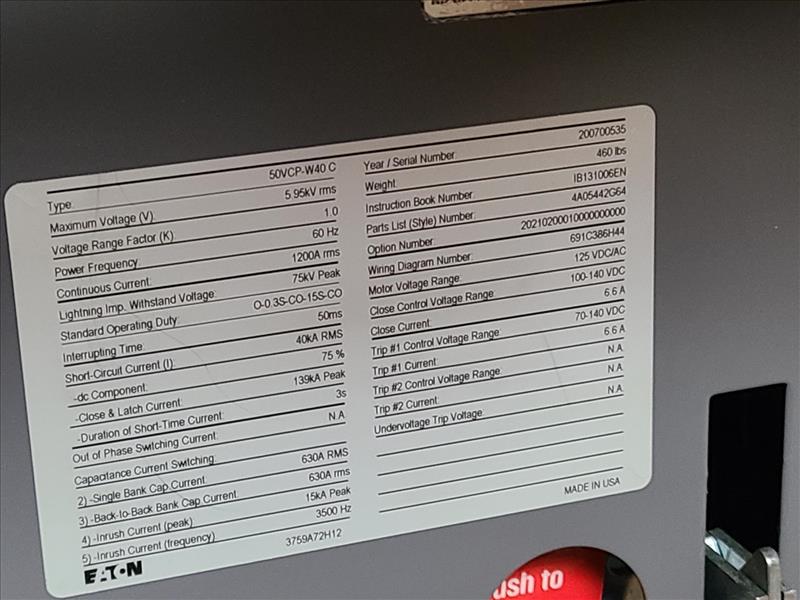 Type: 50VCP-W40 C
Maximum Voltage (V): 5.95kV rms
Voltage Range Factor (K): 1.0
Power Frequency: 60 Hz
Continuous Current: 1200A rms
Lightning Imp. Withstand Voltage: 75kV Peak
Standard Operating Duty: O-0.3S-CO-15S-CO
Interrupting Time: 50ms
Short-Circuit Current (I): 40kA RMS
-dc Component: 75 %
-Close & Latch Current: 139kA Peak
-Duration of Short-Time Current: 3s
Out of Phase Switching Current: N.A.
Capacitance Current Switching:
2) -Single Bank Cap Current: 630A RMS
3) -Back-to-Back Bank Cap Current: 630A rms
4) -Inrush Current (peak) 15kA Peak
5) -Inrush Current (frequency) 3500 Hz
EATON 3759A72H12
Year / Serial Number: 200700535
Weight: 460 lbs
Instruction Book Number: IB131006EN
Parts List (Style) Number: 4A05442G64
Option Number: 20210200010000000000
Wiring Diagram Number: 691C386H44
Motor Voltage Range: 125 VDC/AC
Close Control Voltage Range: 100-140 VDC
Close Current: 6.6 A
Trip #1 Control Voltage Range: 70-140 VDC
Trip #1 Current: 6.6 A
Trip #2 Control Voltage Range: N.A.
Trip #2 Current: N.A.
Undervoltage Trip Voltage: N.A.
MADE IN USA
ush to